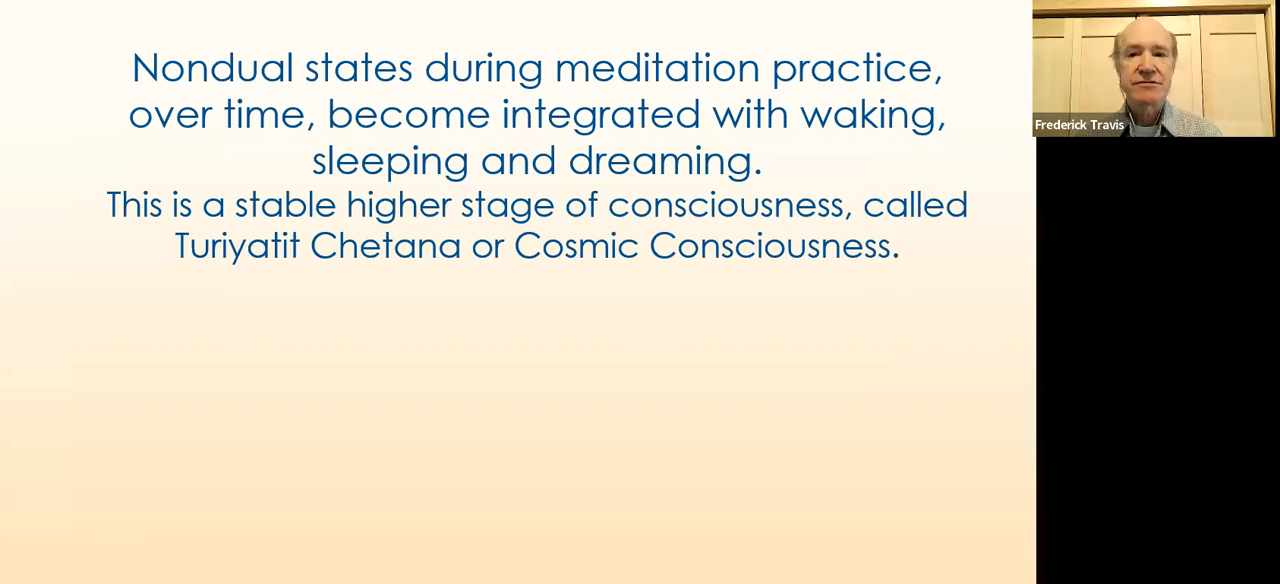 Nondual states during meditation practice,
over time, become integrated with waking,
sleeping and dreaming.
This is a stable higher stage of consciousness, called
Turiyatit Chetana or Cosmic Consciousness.
Frederick Travis